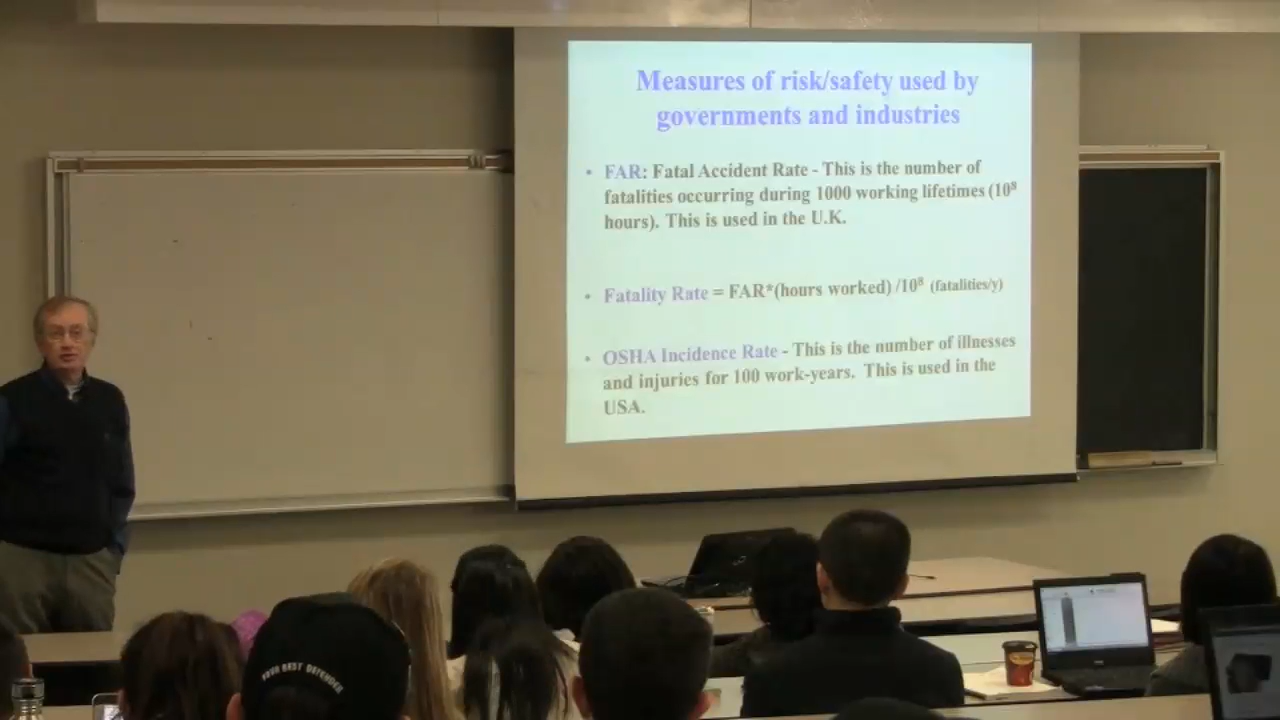 Measures of risk/safety used by
governments and industries
• FAR: Fatal Accident Rate - This is the number of
fatalities occurring during 1000 working lifetimes (10⁸
hours). This is used in the U.K.
• Fatality Rate = FAR*(hours worked) /10⁸ (fatalities/y)
• OSHA Incidence Rate - This is the number of illnesses
and injuries for 100 work-years. This is used in the
USA.
YOUR BEST DEFENDER